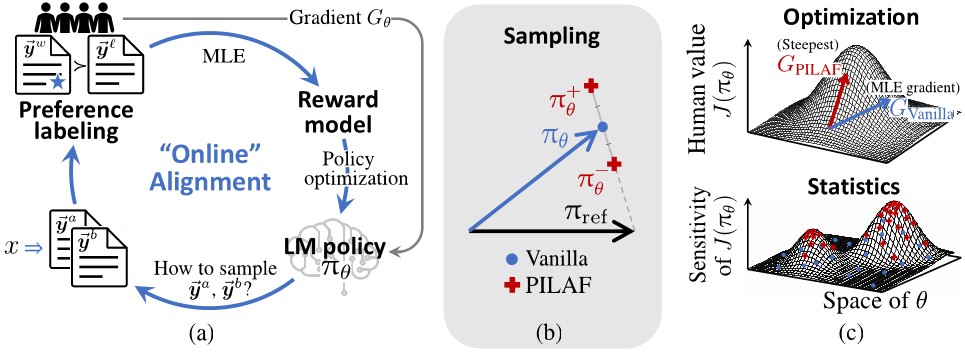 Gradient G_θ
y⃗^w ≻ y⃗^ℓ
MLE
Preference
labeling
Reward
model
"Online"
Alignment
Policy
optimization
x ⇒
y⃗^a
y⃗^b
LM policy
π_θ
How to sample
y⃗^a, y⃗^b?
(a)
Sampling
π_θ^+
π_θ
π_θ^−
π_ref
Vanilla
PILAF
(b)
Optimization
Human value
J(π_θ)
(Steepest)
G_PILAF
(MLE gradient)
G_Vanilla
Statistics
Sensitivity
of J(π_θ)
Space of θ
(c)